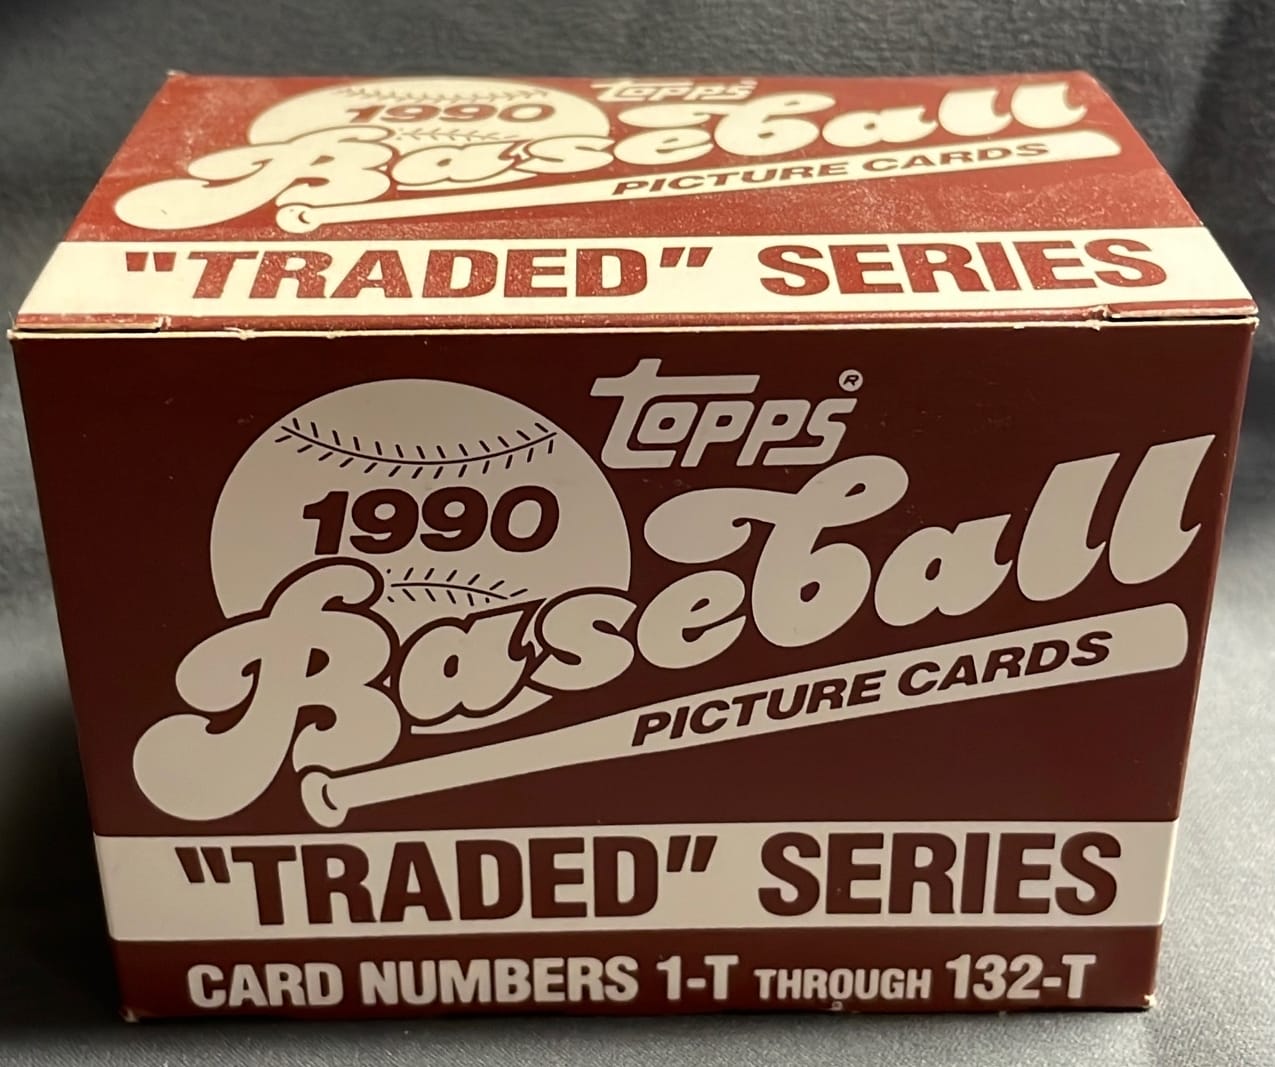 Topps
1990
Baseball
PICTURE CARDS
"TRADED" SERIES
Topps®
1990
Baseball
PICTURE CARDS
"TRADED" SERIES
CARD NUMBERS 1-T THROUGH 132-T